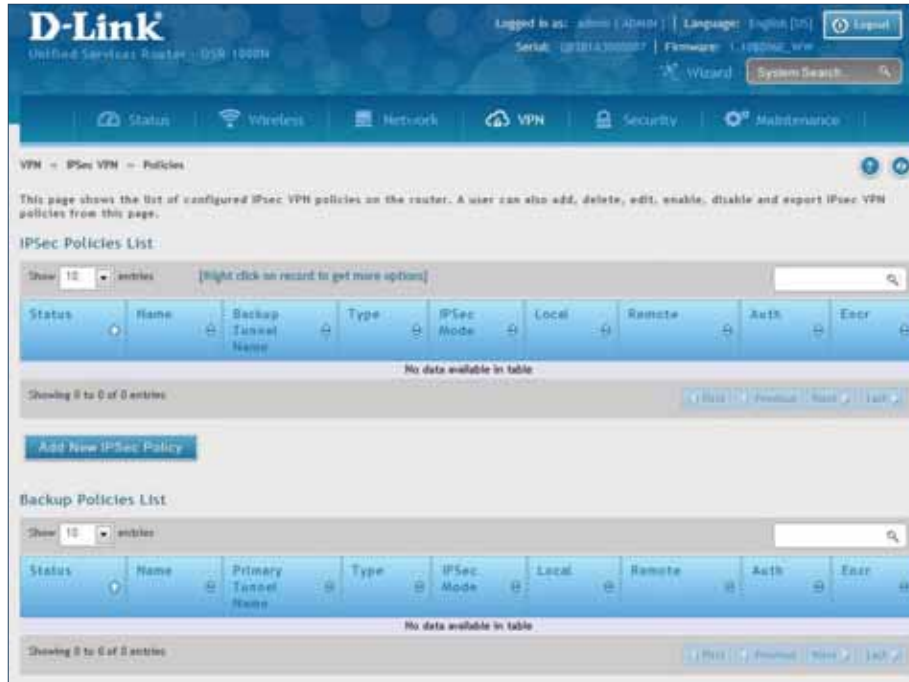 D-Link
Logged in as: admin ( ADMIN ) | Language: English [US]
Logout
Unified Services Router - DSR-1000N
Serial: | Firmware:
Wizard
System Search...
Status
Wireless
Network
VPN
Security
Maintenance
VPN IPSec VPN Policies
This page shows the list of configured IPsec VPN policies on the router. A user can also add, delete, edit, enable, disable and export IPsec VPN
policies from this page.
IPSec Policies List
Show 10 entries
[Right click on record to get more options]
Status Name Backup Tunnel Name Type IPSec Mode Local Remote Auth Encr
No data available in table
Showing 0 to 0 of 0 entries
First Previous Next Last
Add New IPSec Policy
Backup Policies List
Show 10 entries
Status Name Primary Tunnel Name Type IPSec Mode Local Remote Auth Encr
No data available in table
Showing 0 to 0 of 0 entries
First Previous Next Last